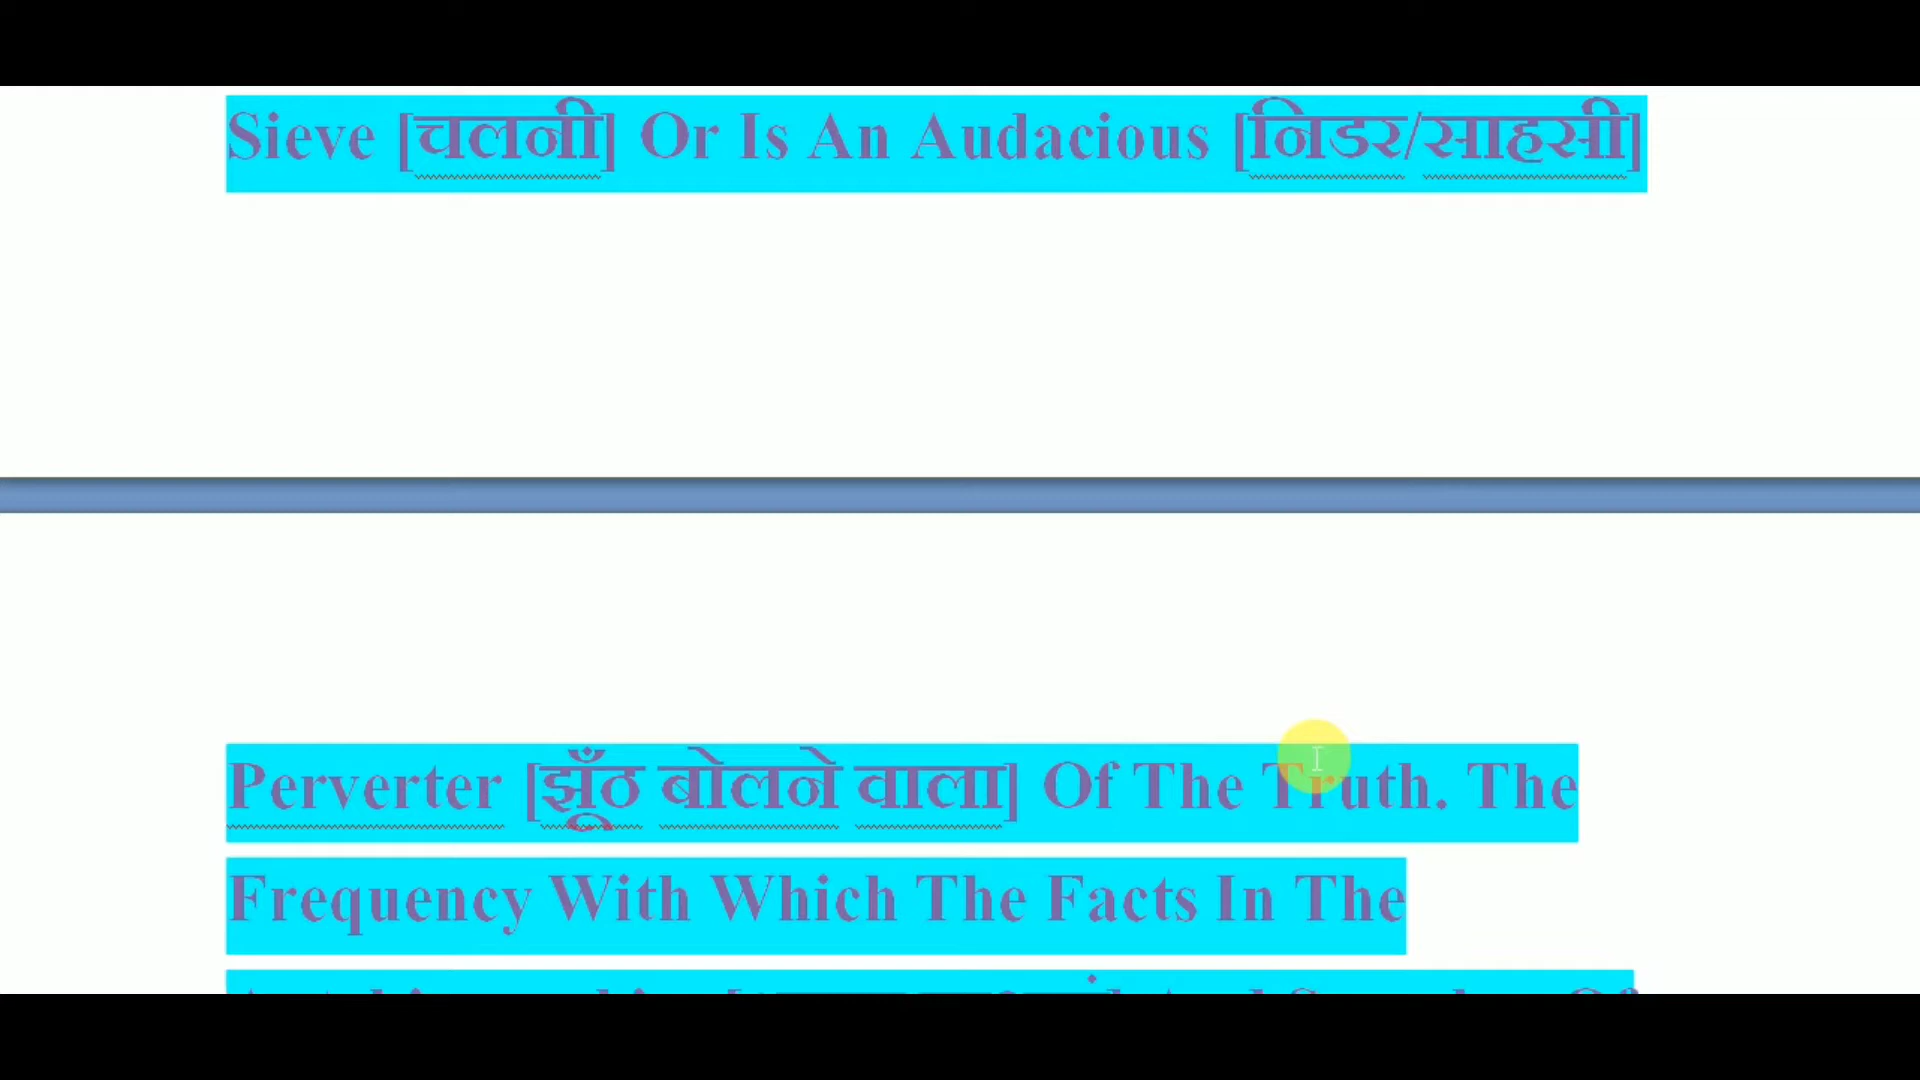 Sieve [चलनी] Or Is An Audacious [निडर/साहसी]
Perverter [झूँठ बोलने वाला] Of The Truth. The
Frequency With Which The Facts In The